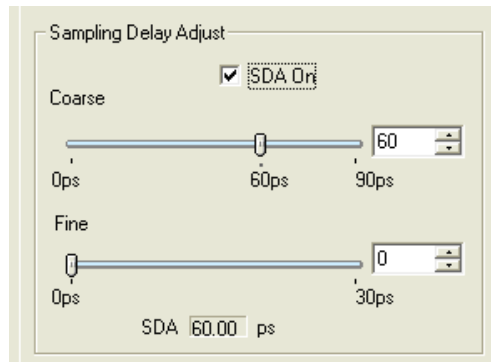 Sampling Delay Adjust
SDA On
Coarse
60
0ps 60ps 90ps
Fine
0
0ps 30ps
SDA 60.00 ps